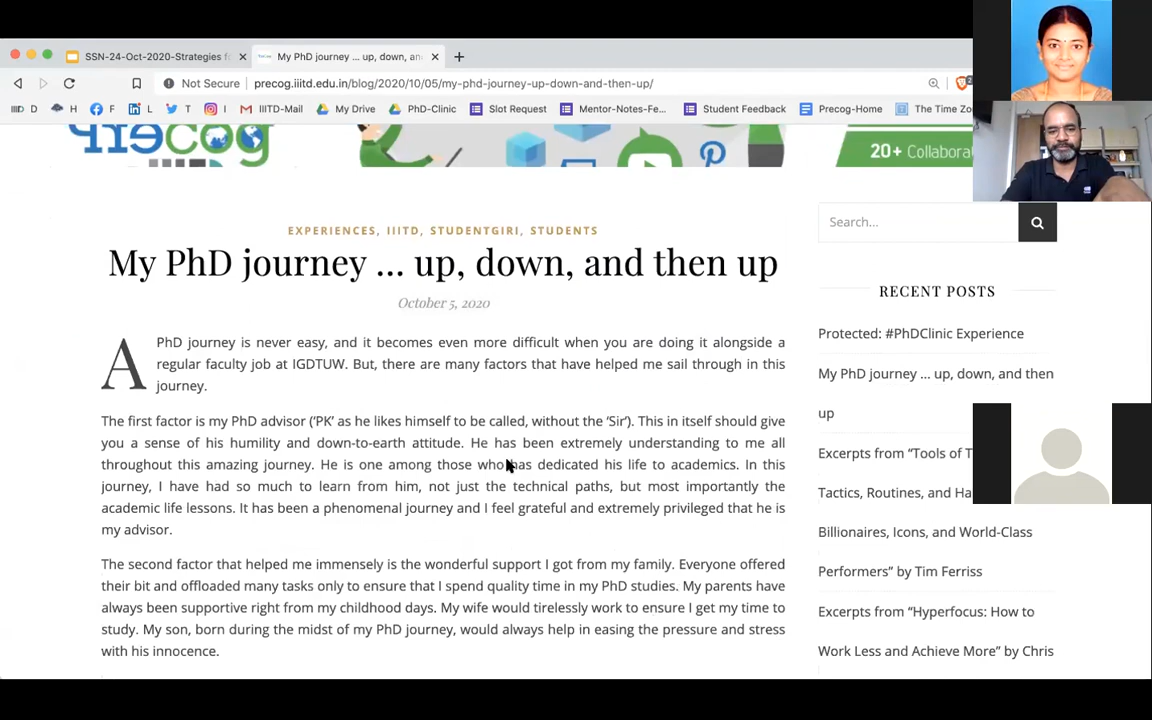 SSN-24-Oct-2020-Strategies f
My PhD journey ... up, down, an
Not Secure precog.iiitd.edu.in/blog/2020/10/05/my-phd-journey-up-down-and-then-up/
D H F L T I IIITD-Mail My Drive PhD-Clinic Slot Request Mentor-Notes-Fe... Student Feedback Precog-Home The Time Zo
precog
20+ Collabora
EXPERIENCES, IIITD, STUDENTGIRI, STUDENTS
My PhD journey ... up, down, and then up
October 5, 2020
A PhD journey is never easy, and it becomes even more difficult when you are doing it alongside a
regular faculty job at IGDTUW. But, there are many factors that have helped me sail through in this
journey.
The first factor is my PhD advisor (‘PK’ as he likes himself to be called, without the ‘Sir’). This in itself should give
you a sense of his humility and down-to-earth attitude. He has been extremely understanding to me all
throughout this amazing journey. He is one among those who has dedicated his life to academics. In this
journey, I have had so much to learn from him, not just the technical paths, but most importantly the
academic life lessons. It has been a phenomenal journey and I feel grateful and extremely privileged that he is
my advisor.
The second factor that helped me immensely is the wonderful support I got from my family. Everyone offered
their bit and offloaded many tasks only to ensure that I spend quality time in my PhD studies. My parents have
always been supportive right from my childhood days. My wife would tirelessly work to ensure I get my time to
study. My son, born during the midst of my PhD journey, would always help in easing the pressure and stress
with his innocence.
Search...
RECENT POSTS
Protected: #PhDClinic Experience
My PhD journey ... up, down, and then
up
Excerpts from “Tools of T
Tactics, Routines, and Ha
Billionaires, Icons, and World-Class
Performers” by Tim Ferriss
Excerpts from “Hyperfocus: How to
Work Less and Achieve More” by Chris